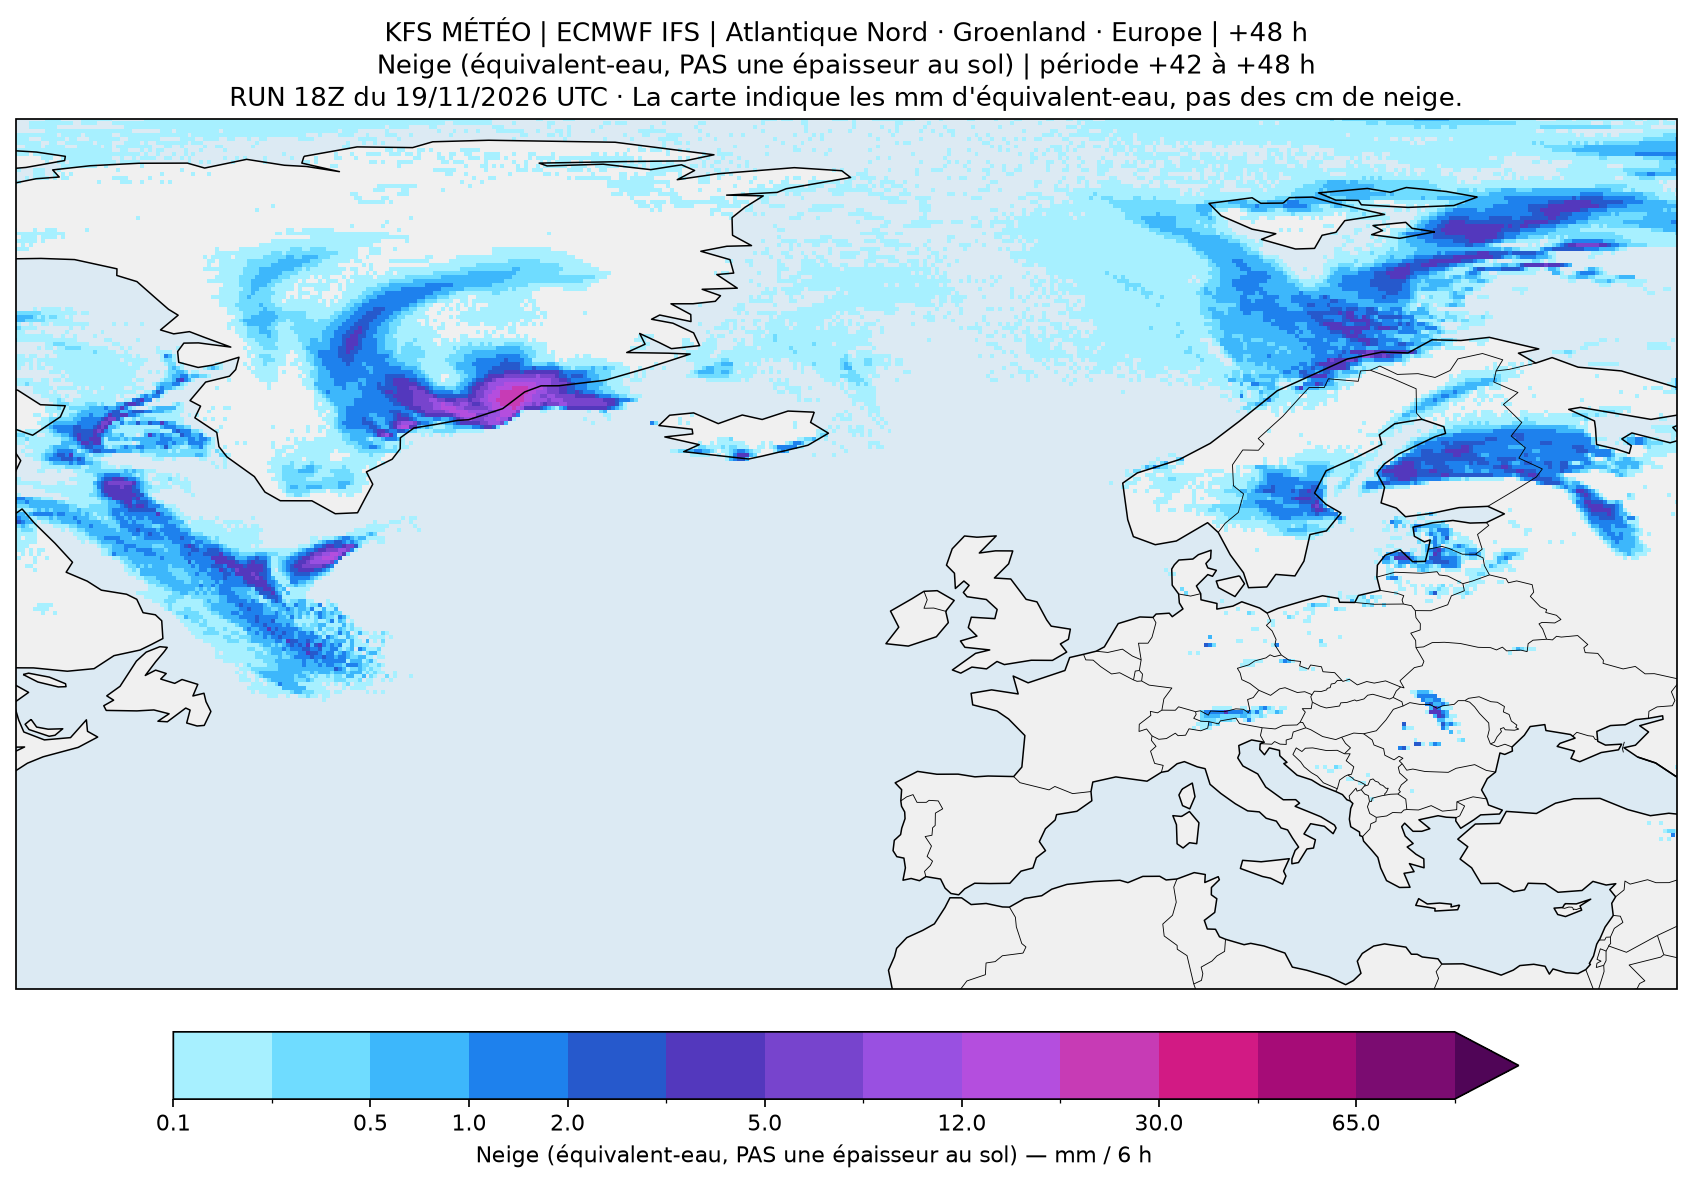 KFS MÉTÉO | ECMWF IFS | Atlantique Nord · Groenland · Europe | +48 h
Neige (équivalent-eau, PAS une épaisseur au sol) | période +42 à +48 h
RUN 18Z du 19/11/2026 UTC · La carte indique les mm d'équivalent-eau, pas des cm de neige.
0.1 0.5 1.0 2.0 5.0 12.0 30.0 65.0
Neige (équivalent-eau, PAS une épaisseur au sol) — mm / 6 h